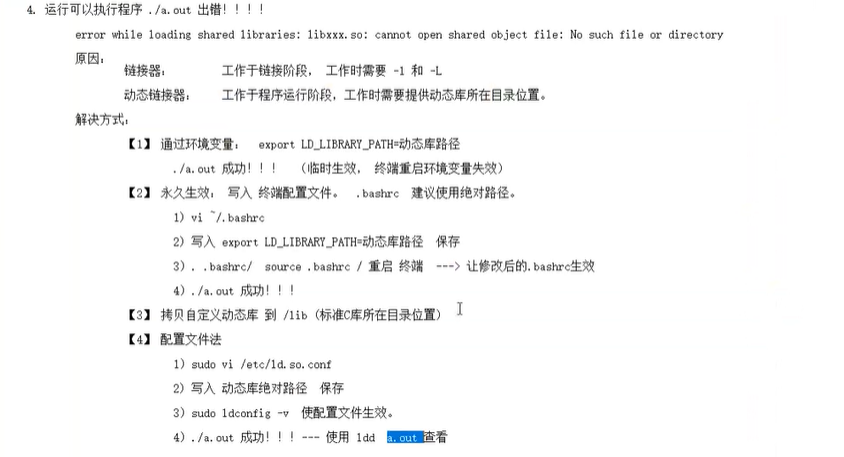 4. 运行可以执行程序 ./a.out 出错！！！！
error while loading shared libraries: libxxx.so: cannot open shared object file: No such file or directory
原因：
链接器： 工作于链接阶段， 工作时需要 -l 和 -L
动态链接器： 工作于程序运行阶段，工作时需要提供动态库所在目录位置。
解决方式：
【1】 通过环境变量： export LD_LIBRARY_PATH=动态库路径
./a.out 成功！！！ （临时生效， 终端重启环境变量失效）
【2】 永久生效： 写入 终端配置文件。 .bashrc 建议使用绝对路径。
1) vi ~/.bashrc
2) 写入 export LD_LIBRARY_PATH=动态库路径 保存
3) . .bashrc/ source .bashrc / 重启 终端 ---> 让修改后的.bashrc生效
4) ./a.out 成功！！！
【3】 拷贝自定义动态库 到 /lib (标准C库所在目录位置)
【4】 配置文件法
1) sudo vi /etc/ld.so.conf
2) 写入 动态库绝对路径 保存
3) sudo ldconfig -v 使配置文件生效。
4) ./a.out 成功！！！--- 使用 ldd a.out 查看